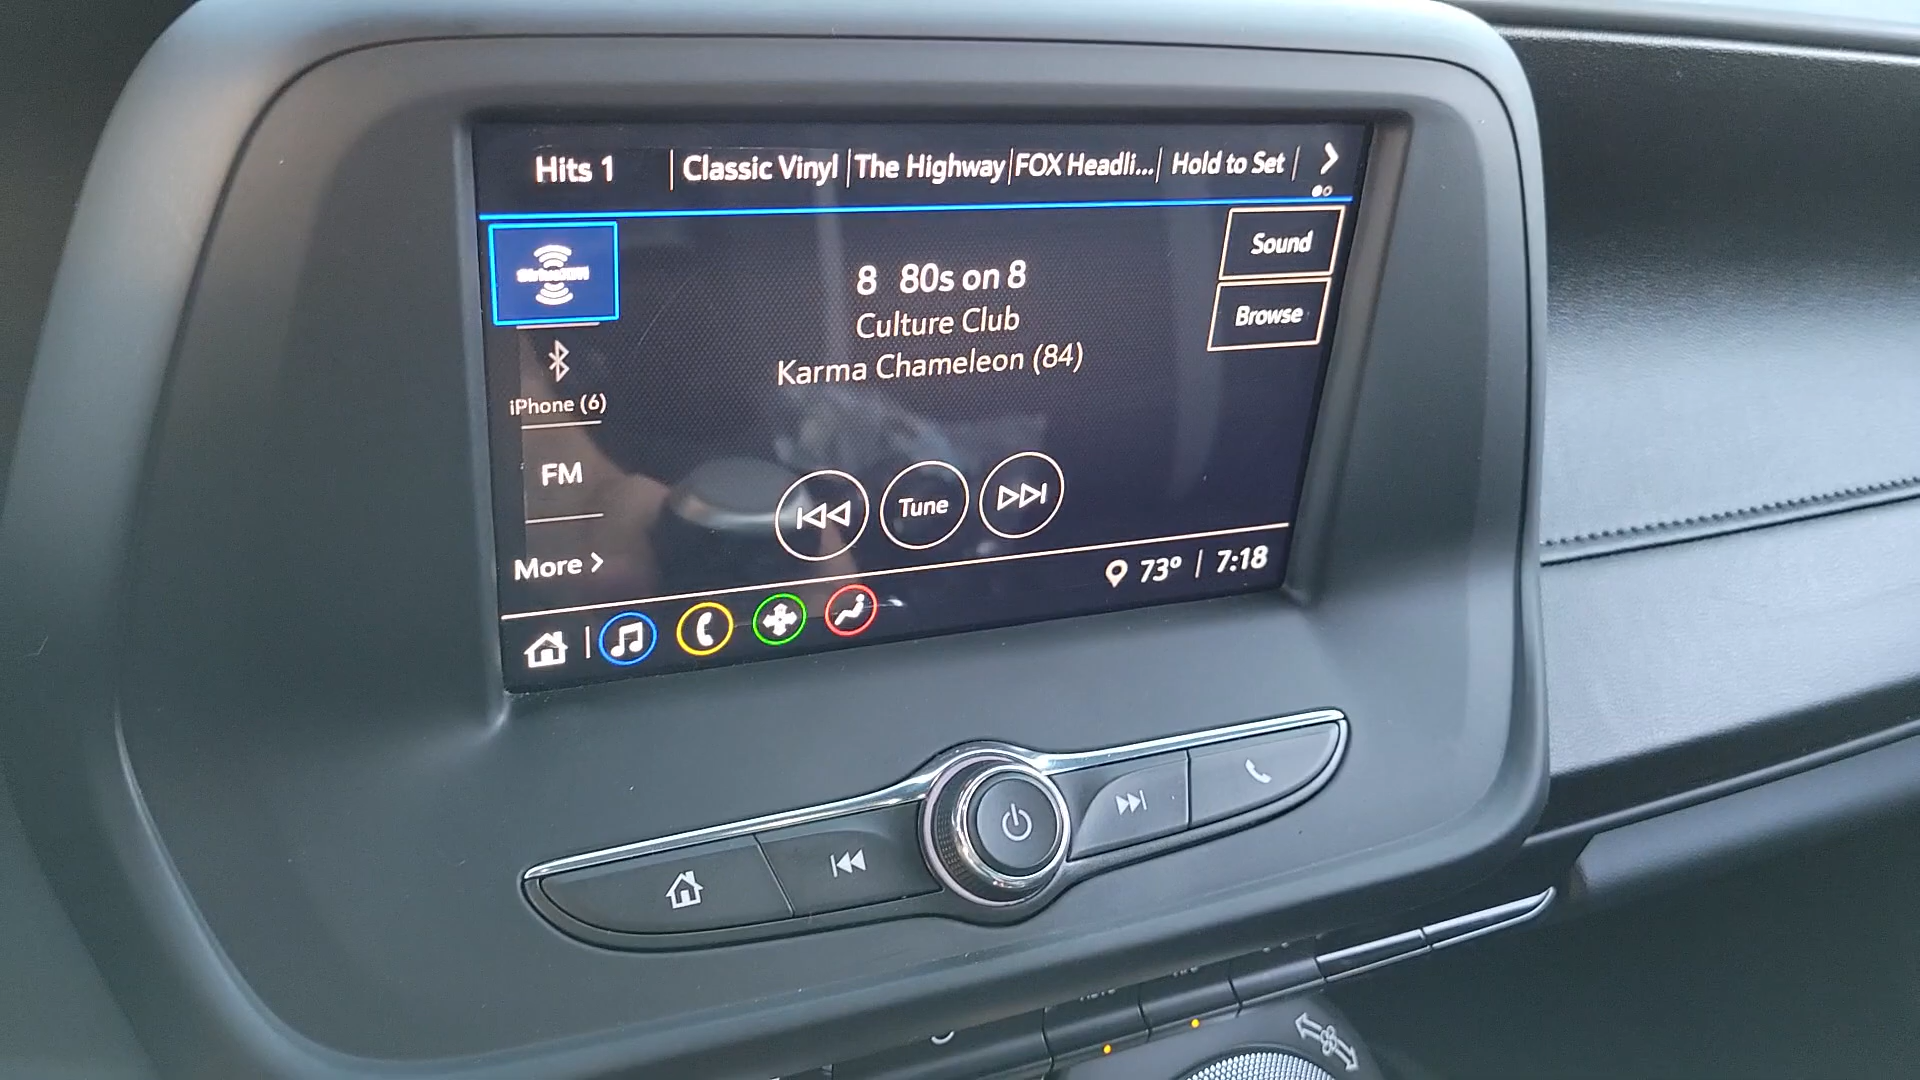 Hits 1 | Classic Vinyl | The Highway | FOX Headli... | Hold to Set |
SiriusXM
8 80s on 8
Culture Club
Karma Chameleon (84)
Sound
Browse
iPhone (6)
FM
More >
Tune
73° | 7:18